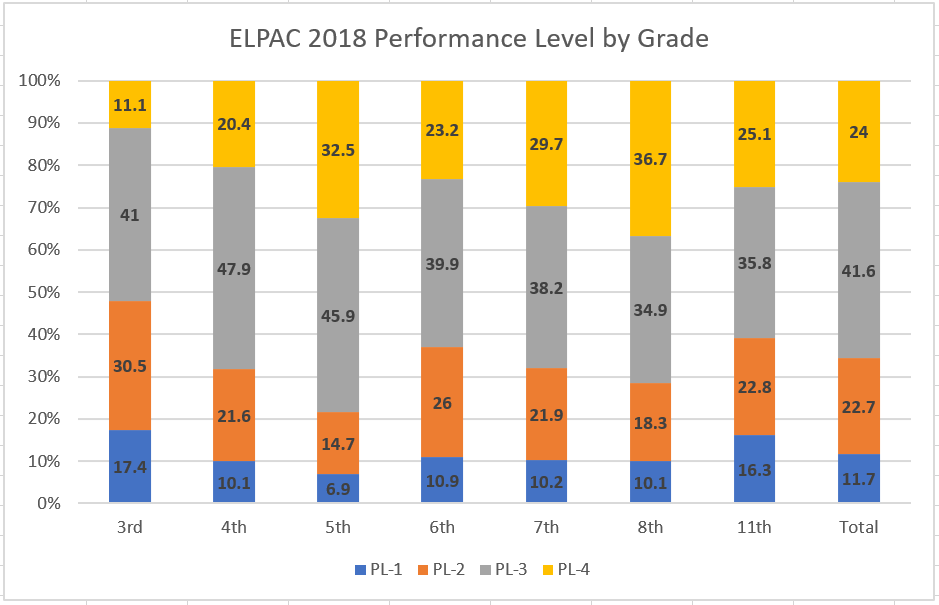 ELPAC 2018 Performance Level by Grade
100%
11.1 20.4 32.5 23.2 29.7 36.7 25.1 24
90%
80%
70%
41 47.9 45.9 39.9 38.2 34.9 35.8 41.6
60%
50%
40%
30.5 21.6 14.7 26 21.9 18.3 22.8 22.7
30%
20%
17.4 10.1 6.9 10.9 10.2 10.1 16.3 11.7
10%
0%
3rd 4th 5th 6th 7th 8th 11th Total
PL-1 PL-2 PL-3 PL-4